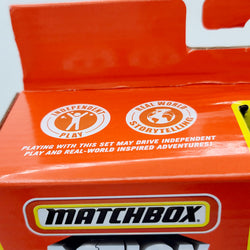 INDEPENDENT
PLAY
REAL WORLD
STORYTELLING
PLAYING WITH THIS SET MAY DRIVE INDEPENDENT
PLAY AND REAL-WORLD INSPIRED ADVENTURES!
MATCHBOX